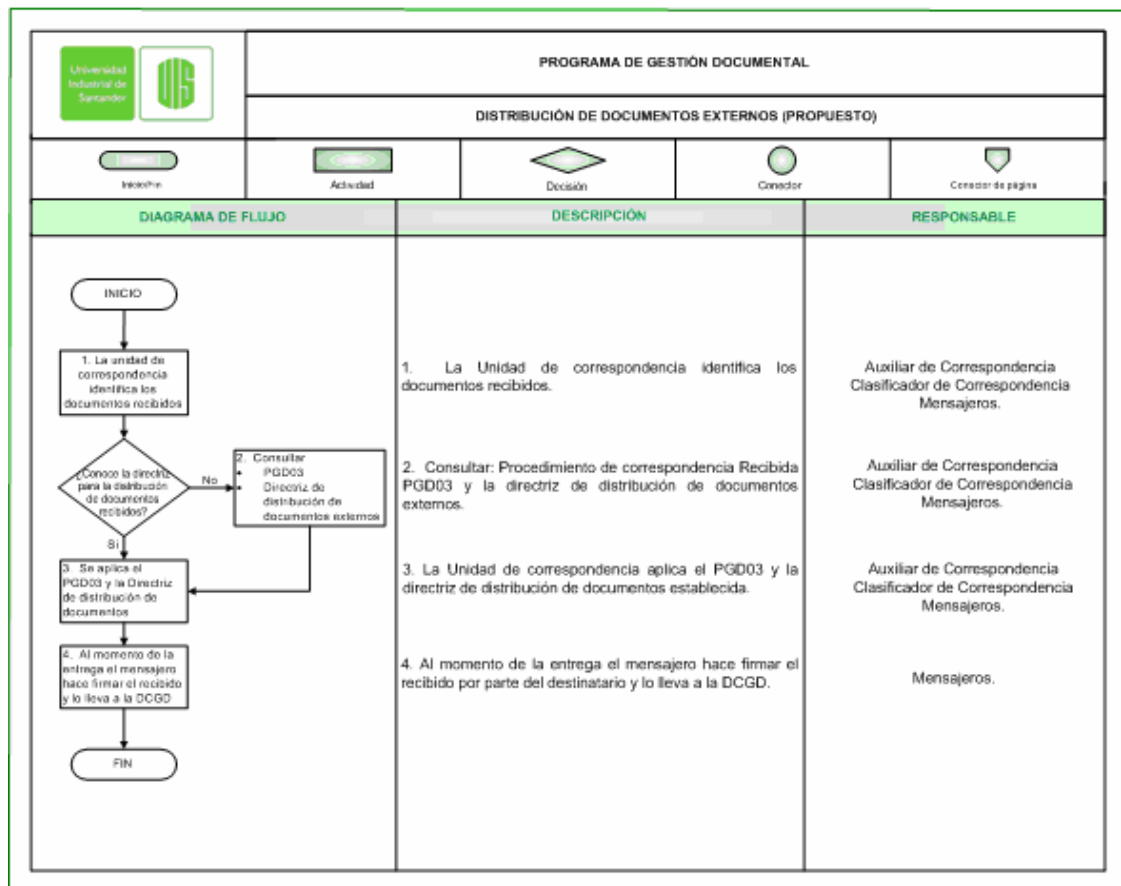 Universidad
Industrial de
Santander
UIS
PROGRAMA DE GESTIÓN DOCUMENTAL
DISTRIBUCIÓN DE DOCUMENTOS EXTERNOS (PROPUESTO)
Inicio/Fin
Actividad
Decisión
Conector
Conector de página
DIAGRAMA DE FLUJO
DESCRIPCIÓN
RESPONSABLE
INICIO
1. La unidad de
correspondencia
identifica los
documentos recibidos
1. La Unidad de correspondencia identifica los
documentos recibidos.
Auxiliar de Correspondencia
Clasificador de Correspondencia
Mensajeros.
¿Conoce la directriz
para la distribución
de documentos
recibidos?
No
Si
2. Consultar
• PGD03
• Directriz de
distribución de
documentos externos
2. Consultar: Procedimiento de correspondencia Recibida
PGD03 y la directriz de distribución de documentos
externos.
Auxiliar de Correspondencia
Clasificador de Correspondencia
Mensajeros.
3. Se aplica el
PGD03 y la Directriz
de distribución de
documentos
3. La Unidad de correspondencia aplica el PGD03 y la
directriz de distribución de documentos establecida.
Auxiliar de Correspondencia
Clasificador de Correspondencia
Mensajeros.
4. Al momento de la
entrega el mensajero
hace firmar el recibido
y lo lleva a la DCGD
4. Al momento de la entrega el mensajero hace firmar el
recibido por parte del destinatario y lo lleva a la DCGD.
Mensajeros.
FIN